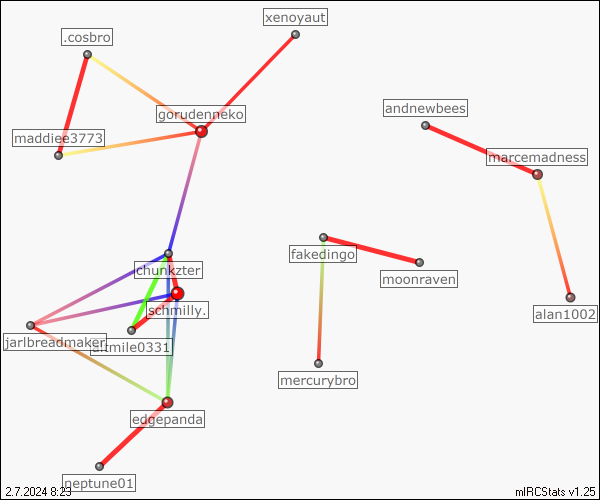 xenoyaut
.cosbro
gorudenneko
andnewbees
maddiee3773
marcemadness
fakedingo
chunkzter
moonraven
schmilly.
alan1002
jarlbreadmaker.
mercurybro
edgepanda
neptune01
2.7.2024 8:23
mIRCStats v1.25